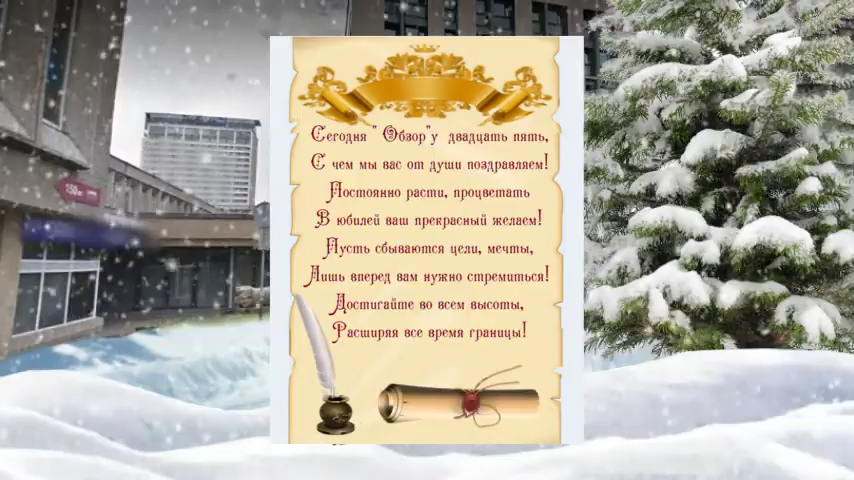 Сегодня " Обзор"у двадцать пять,
С чем мы вас от души поздравляем!
Постоянно расти, процветать
В юбилей ваш прекрасный желаем!
Пусть сбываются цели, мечты,
Лишь вперед вам нужно стремиться!
Достигайте во всем высоты,
Расширяя все время границы!
150 m